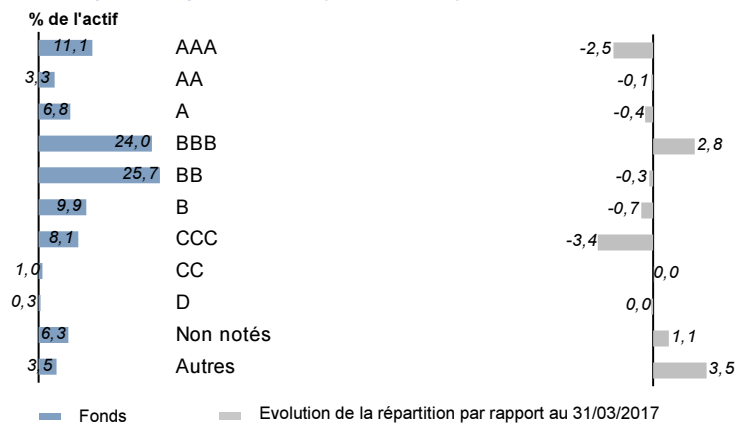 % de l'actif
11,1 AAA -2,5
3,3 AA -0,1
6,8 A -0,4
24,0 BBB 2,8
25,7 BB -0,3
9,9 B -0,7
8,1 CCC -3,4
1,0 CC 0,0
0,3 D 0,0
6,3 Non notés 1,1
3,5 Autres 3,5
Fonds Evolution de la répartition par rapport au 31/03/2017